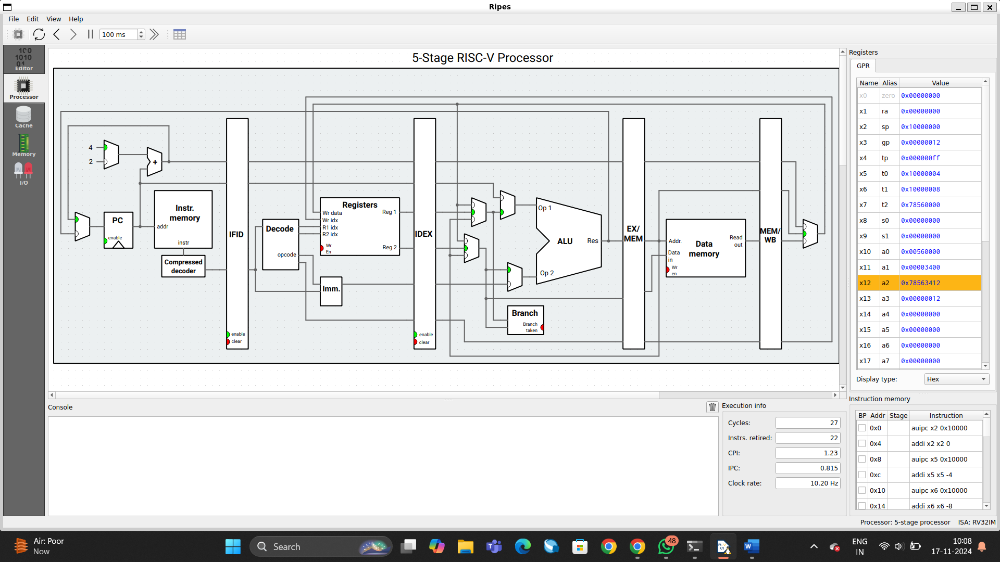 Ripes
File Edit View Help
100 ms
Editor
Processor
Cache
Memory
I/O
5-Stage RISC-V Processor
4
2
+
PC
enable
Instr.
memory
addr
instr
Compressed
decoder
IFID
enable
clear
Decode
opcode
Registers
Wr data
Wr idx
R1 idx
R2 idx
Wr
En
Reg 1
Reg 2
Imm.
IDEX
enable
clear
Op 1
ALU
Res
Op 2
Branch
Branch
taken
EX/
MEM
Addr.
Data
in
Wr
en
Data
memory
Read
out
MEM/
WB
Registers
GPR
Name Alias Value
x0 zero 0x00000000
x1 ra 0x00000000
x2 sp 0x10000000
x3 gp 0x00000012
x4 tp 0x000000ff
x5 t0 0x10000004
x6 t1 0x10000008
x7 t2 0x78560000
x8 s0 0x00000000
x9 s1 0x00000000
x10 a0 0x00560000
x11 a1 0x00003400
x12 a2 0x78563412
x13 a3 0x00000012
x14 a4 0x00000000
x15 a5 0x00000000
x16 a6 0x00000000
x17 a7 0x00000000
Display type: Hex
Console
Execution info
Cycles: 27
Instrs. retired: 22
CPI: 1.23
IPC: 0.815
Clock rate: 10.20 Hz
Instruction memory
BP Addr Stage Instruction
0x0 auipc x2 0x10000
0x4 addi x2 x2 0
0x8 auipc x5 0x10000
0xc addi x5 x5 -4
0x10 auipc x6 0x10000
0x14 addi x6 x6 -8
Processor: 5-stage processor ISA: RV32IM
Air: Poor
Now
Search
48
ENG
IN
10:08
17-11-2024